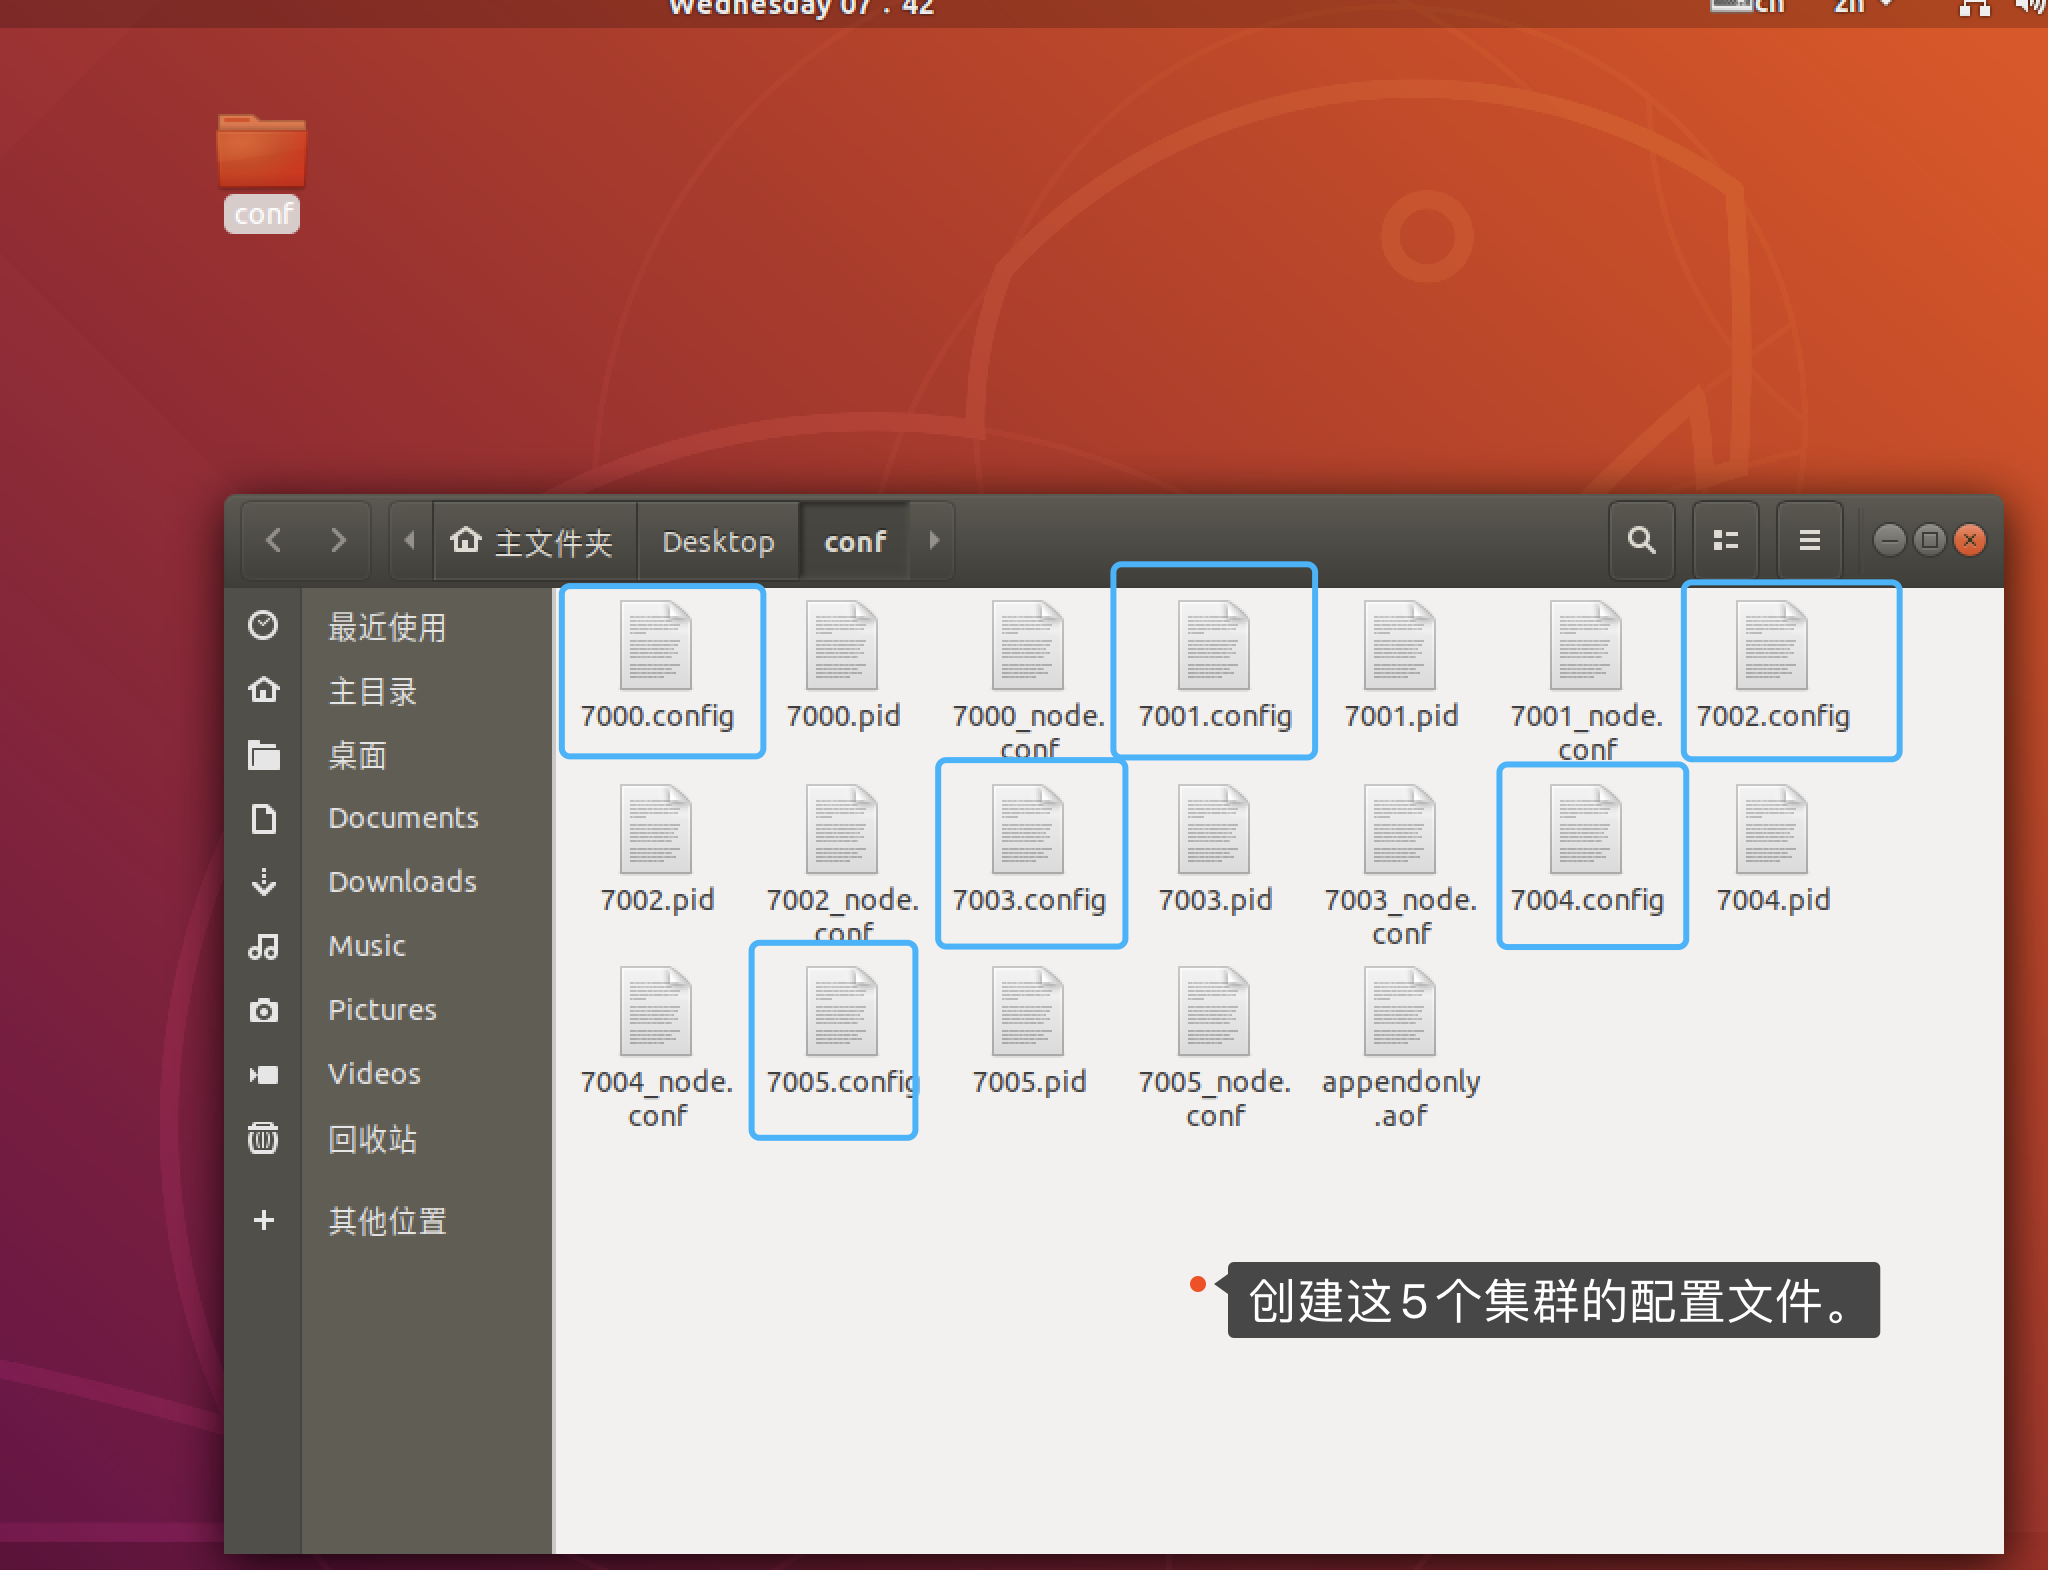 Wednesday 07：42
zh
conf
主文件夹
Desktop
conf
最近使用
主目录
桌面
Documents
Downloads
Music
Pictures
Videos
回收站
其他位置
7000.config
7000.pid
7000_node.
conf
7001.config
7001.pid
7001_node.
conf
7002.config
7002.pid
7002_node.
conf
7003.config
7003.pid
7003_node.
conf
7004.config
7004.pid
7004_node.
conf
7005.config
7005.pid
7005_node.
conf
appendonly
.aof
创建这5个集群的配置文件。